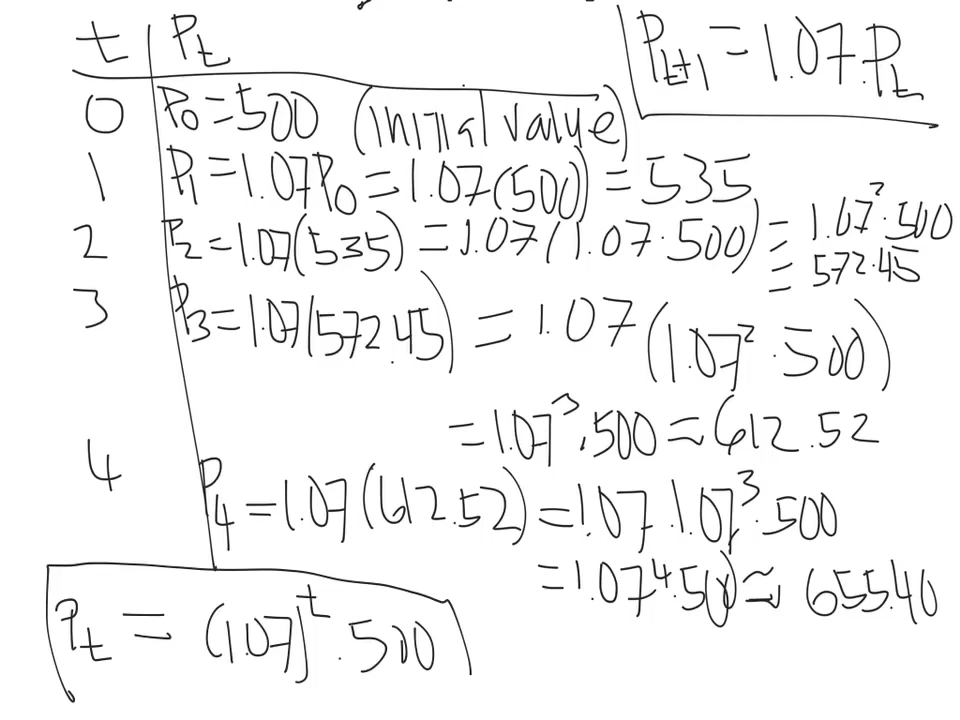 t | P_t
P_{t+1} = 1.07 · P_t
0 P_0 = 500 (initial value)
1 P_1 = 1.07P_0 = 1.07(500) = 535
2 P_2 = 1.07(535) = 1.07(1.07·500) = 1.07²·500
= 572.45
3 P_3 = 1.07(572.45) = 1.07(1.07²·500)
= 1.07³·500 ≈ 612.52
4 P_4 = 1.07(612.52) = 1.07·1.07³·500
= 1.07⁴·500 ≈ 655.40
P_t = (1.07)^t · 500